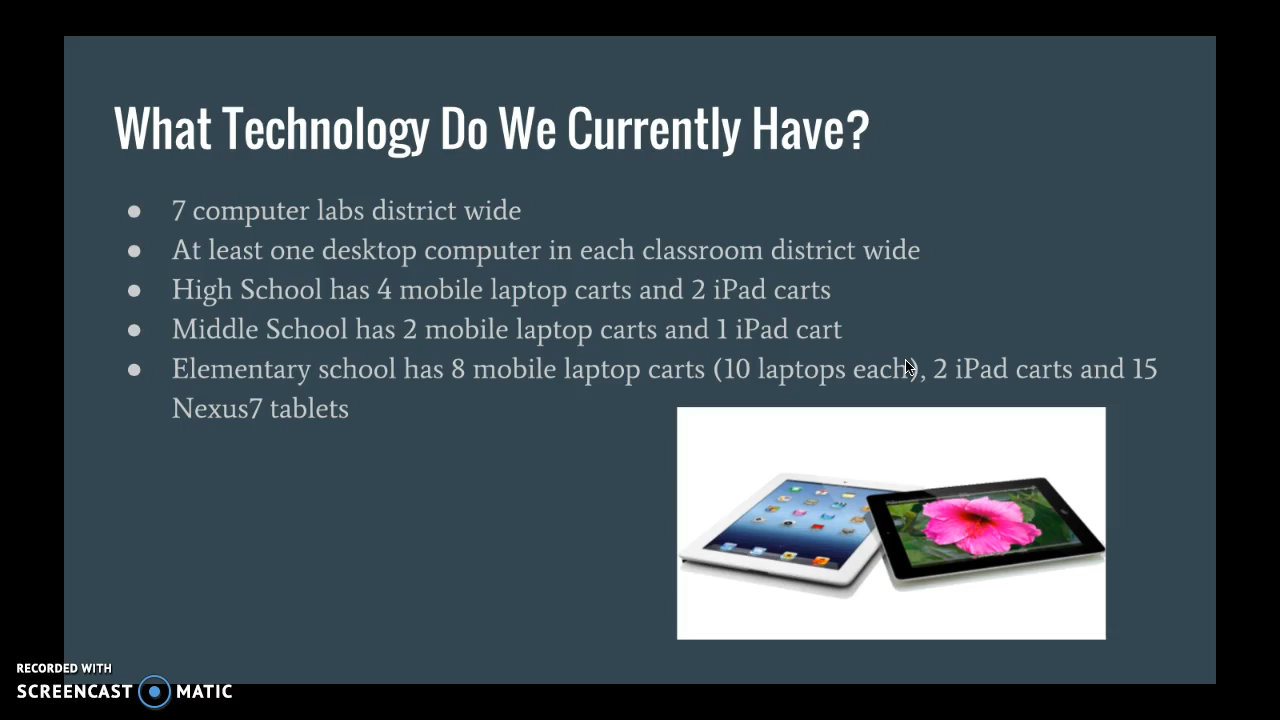 What Technology Do We Currently Have?
● 7 computer labs district wide
● At least one desktop computer in each classroom district wide
● High School has 4 mobile laptop carts and 2 iPad carts
● Middle School has 2 mobile laptop carts and 1 iPad cart
● Elementary school has 8 mobile laptop carts (10 laptops each), 2 iPad carts and 15
Nexus7 tablets
RECORDED WITH
SCREENCAST MATIC